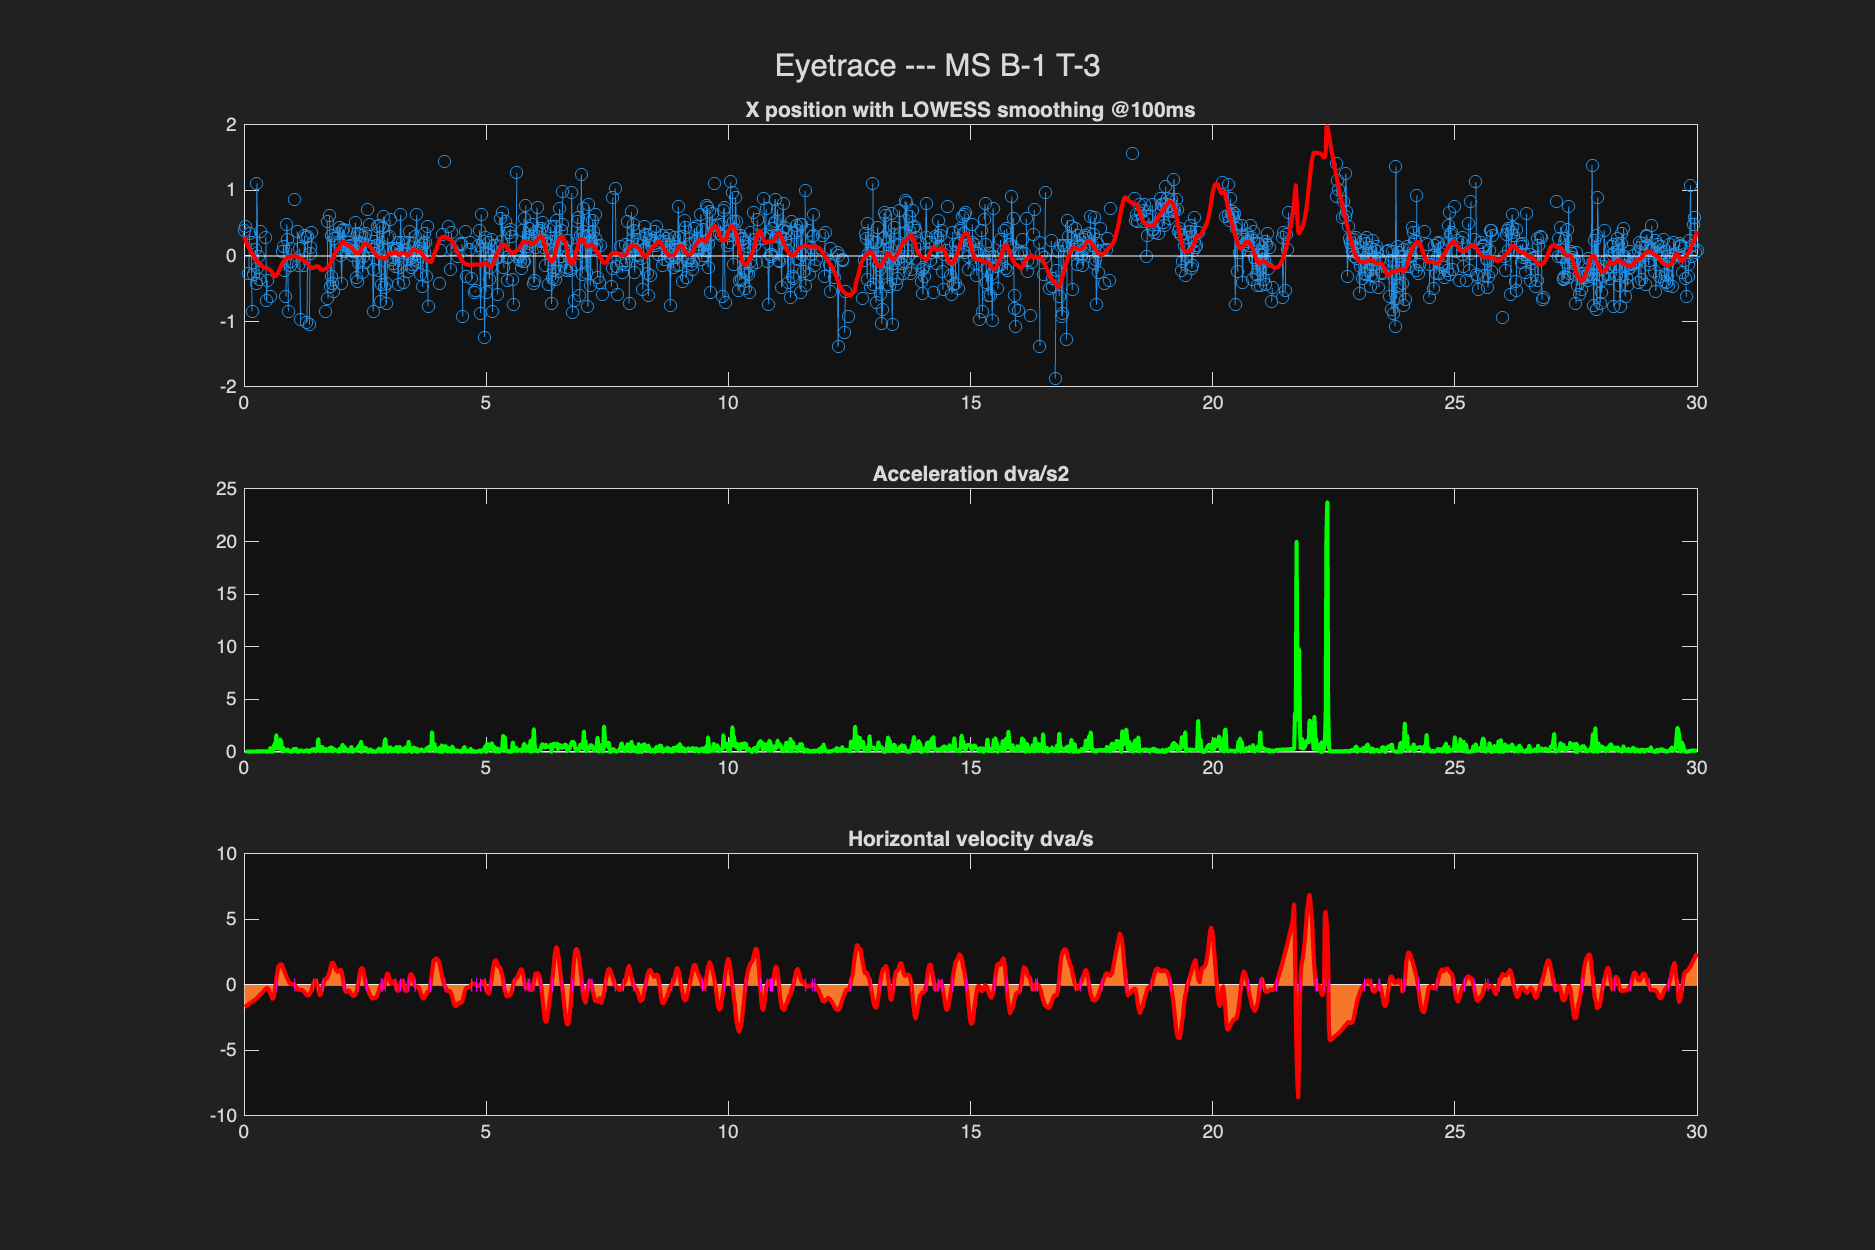 Eyetrace --- MS B-1 T-3
X position with LOWESS smoothing @100ms
2
1
0
-1
-2
0 5 10 15 20 25 30
Acceleration dva/s2
25
20
15
10
5
0
0 5 10 15 20 25 30
Horizontal velocity dva/s
10
5
0
-5
-10
0 5 10 15 20 25 30